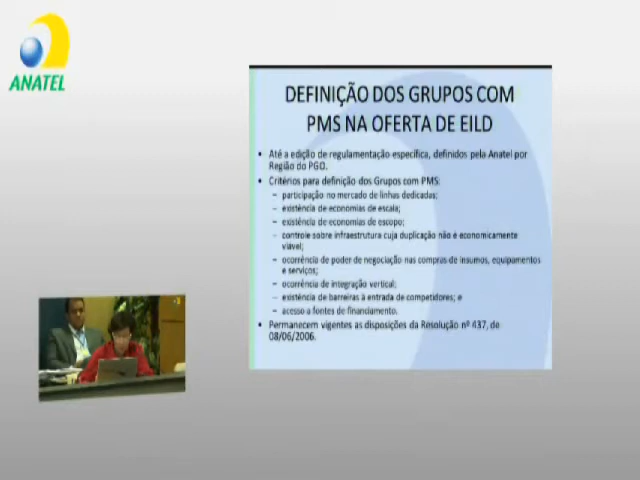 ANATEL
DEFINIÇÃO DOS GRUPOS COM
PMS NA OFERTA DE EILD
• Até a edição de regulamentação específica, definidos pela Anatel por
Região do PGO.
• Critérios para definição dos Grupos com PMS:
– participação no mercado de linhas dedicadas;
– existência de economias de escala;
– existência de economias de escopo;
– controle sobre infraestrutura cuja duplicação não é economicamente
viável;
– ocorrência de poder de negociação nas compras de insumos, equipamentos
e serviços;
– ocorrência de integração vertical;
– existência de barreiras à entrada de competidores; e
– acesso a fontes de financiamento.
• Permanecem vigentes as disposições da Resolução nº 437, de
08/06/2006.